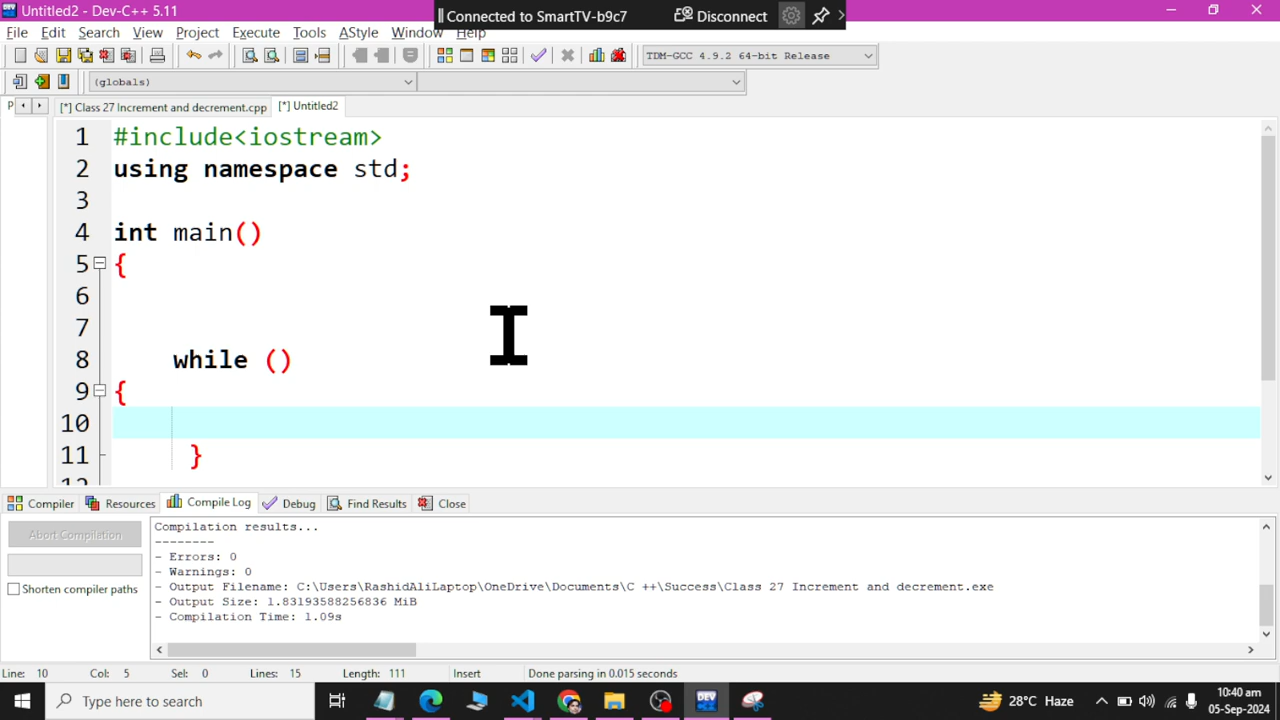 Untitled2 - Dev-C++ 5.11
Connected to SmartTV-b9c7 Disconnect
File Edit Search View Project Execute Tools AStyle Window Help
TDM-GCC 4.9.2 64-bit Release
(globals)
[*] Class 27 Increment and decrement.cpp [*] Untitled2
1 #include<iostream>
2 using namespace std;
3
4 int main()
5 {
6
7
8 while ()
9 {
10
11 }
Compiler Resources Compile Log Debug Find Results Close
Abort Compilation
Shorten compiler paths
Compilation results...
--------
- Errors: 0
- Warnings: 0
- Output Filename: C:\Users\RashidAliLaptop\OneDrive\Documents\C ++\Success\Class 27 Increment and decrement.exe
- Output Size: 1.83193588256836 MiB
- Compilation Time: 1.09s
Line: 10 Col: 5 Sel: 0 Lines: 15 Length: 111 Insert Done parsing in 0.015 seconds
Type here to search
DEV
28°C Haze
10:40 am
05-Sep-2024